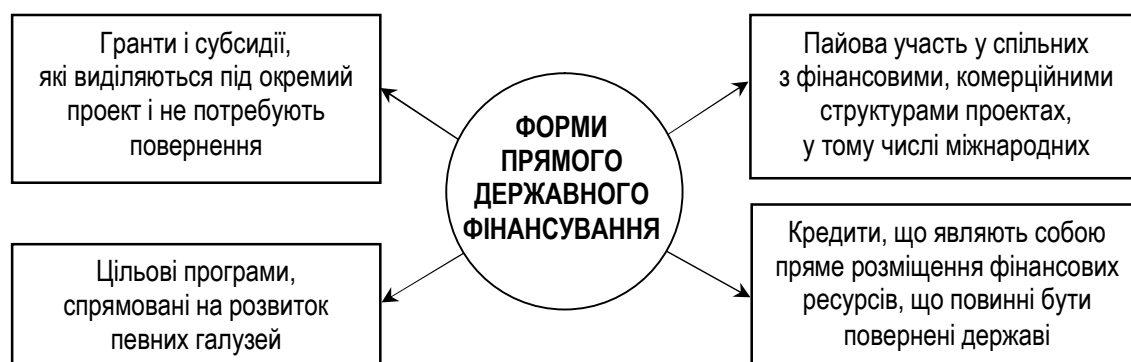 Гранти і субсидії,
які виділяються під окремий
проект і не потребують
повернення
Пайова участь у спільних
з фінансовими, комерційними
структурами проектах,
у тому числі міжнародних
ФОРМИ
ПРЯМОГО
ДЕРЖАВНОГО
ФІНАНСУВАННЯ
Цільові програми,
спрямовані на розвиток
певних галузей
Кредити, що являють собою
пряме розміщення фінансових
ресурсів, що повинні бути
повернені державі